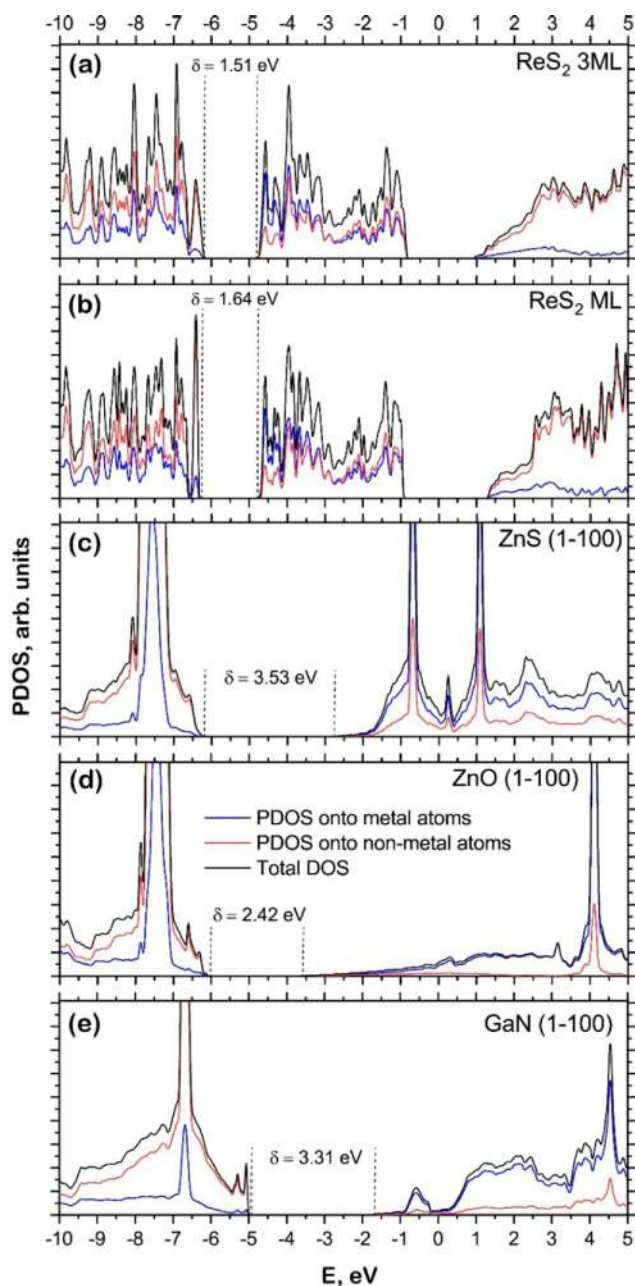 -10 -9 -8 -7 -6 -5 -4 -3 -2 -1 0 1 2 3 4 5
(a) δ = 1.51 eV ReS₂ 3ML
(b) δ = 1.64 eV ReS₂ ML
(c) ZnS (1-100)
δ = 3.53 eV
PDOS, arb. units
(d) ZnO (1-100)
PDOS onto metal atoms
PDOS onto non-metal atoms
Total DOS
δ = 2.42 eV
(e) GaN (1-100)
δ = 3.31 eV
-10 -9 -8 -7 -6 -5 -4 -3 -2 -1 0 1 2 3 4 5
E, eV